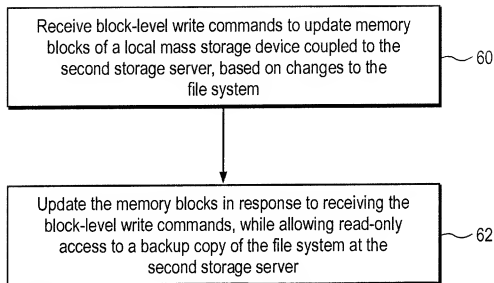 Receive block-level write commands to update memory
blocks of a local mass storage device coupled to the
second storage server, based on changes to the
file system
60
Update the memory blocks in response to receiving the
block-level write commands, while allowing read-only
access to a backup copy of the file system at the
second storage server
62